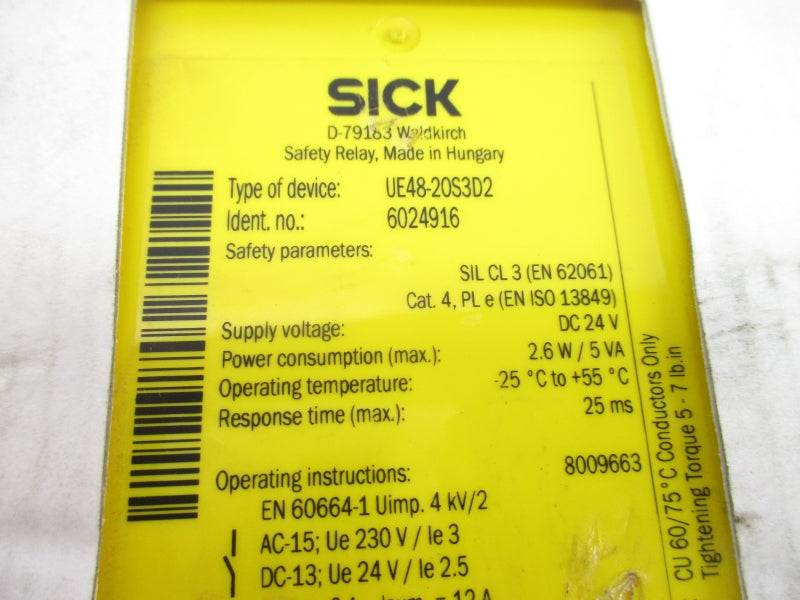 SICK
D-79183 Waldkirch
Safety Relay, Made in Hungary
Type of device: UE48-2OS3D2
Ident. no.: 6024916
Safety parameters:
SIL CL 3 (EN 62061)
Cat. 4, PL e (EN ISO 13849)
Supply voltage: DC 24 V
Power consumption (max.): 2.6 W / 5 VA
Operating temperature: -25 °C to +55 °C
Response time (max.): 25 ms
Operating instructions: 8009663
EN 60664-1 Uimp. 4 kV/2
AC-15; Ue 230 V / Ie 3
DC-13; Ue 24 V / Ie 2.5
= 12 A
CU 60/75°C Conductors Only
Tightening Torque 5 - 7 lb.in